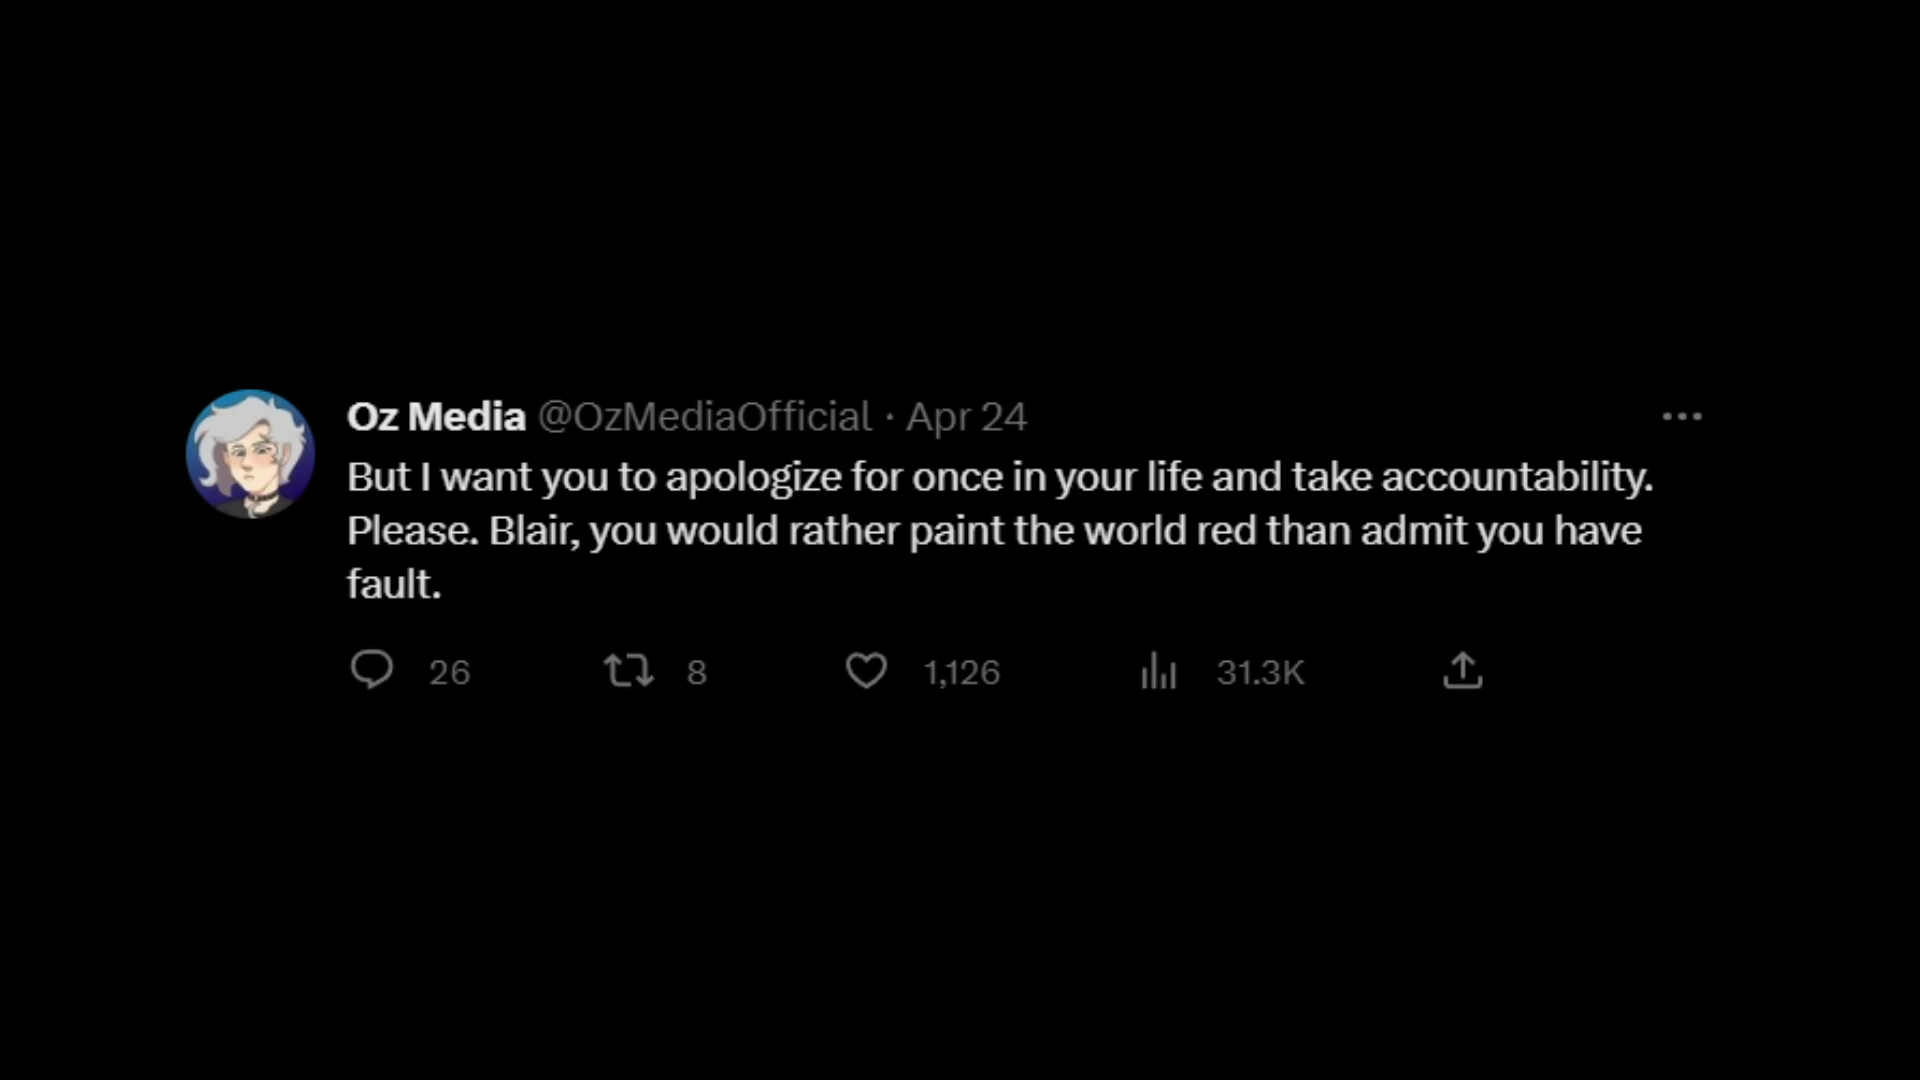 Oz Media @OzMediaOfficial · Apr 24
But I want you to apologize for once in your life and take accountability.
Please. Blair, you would rather paint the world red than admit you have
fault.
26 8 1,126 31.3K